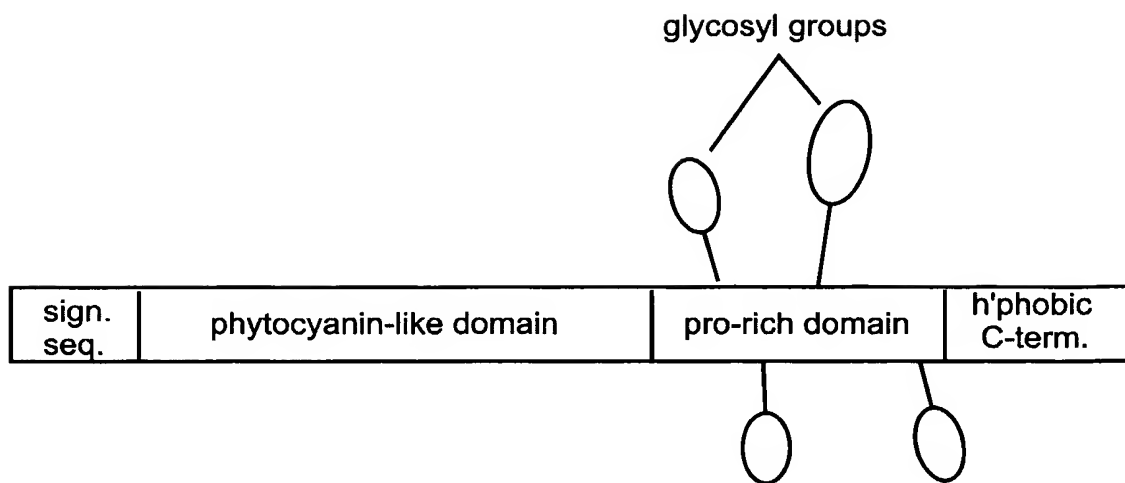 glycosyl groups
sign.
seq.
phytocyanin-like domain
pro-rich domain
h'phobic
C-term.